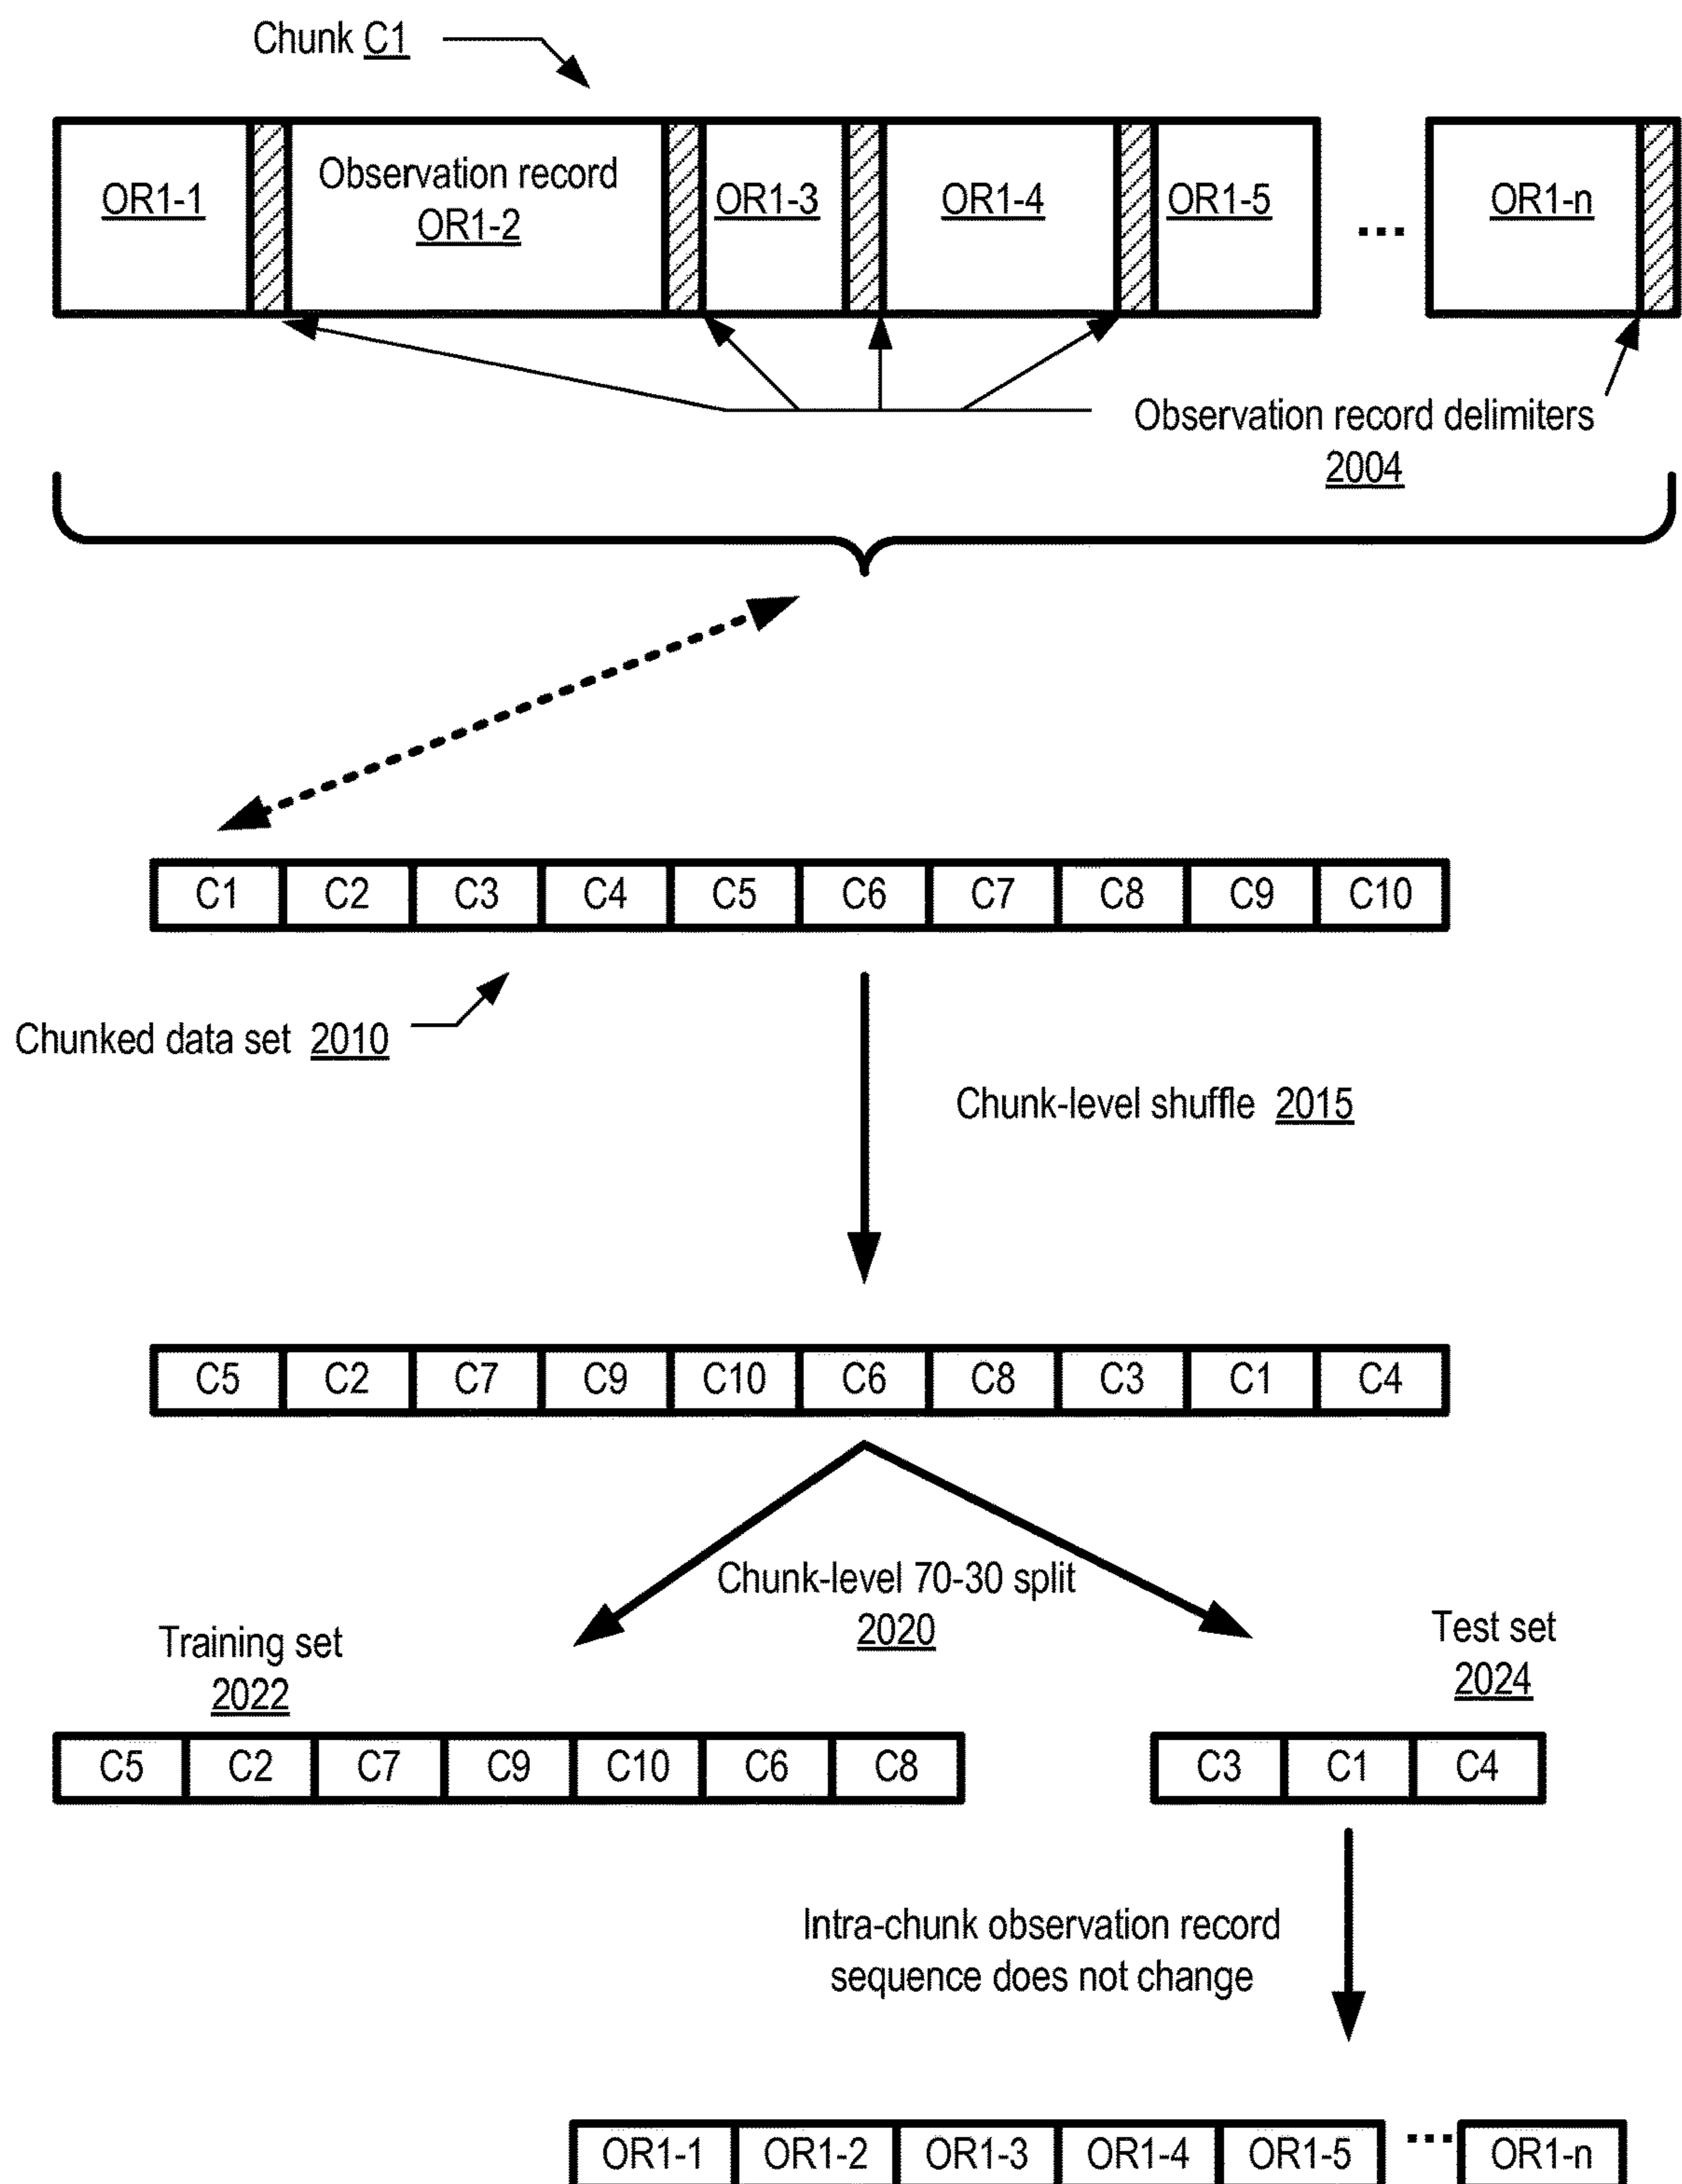 Chunk C1
OR1-1
Observation record
OR1-2
OR1-3
OR1-4
OR1-5
...
OR1-n
Observation record delimiters
2004
C1 C2 C3 C4 C5 C6 C7 C8 C9 C10
Chunked data set 2010
Chunk-level shuffle 2015
C5 C2 C7 C9 C10 C6 C8 C3 C1 C4
Chunk-level 70-30 split
2020
Training set
2022
Test set
2024
C5 C2 C7 C9 C10 C6 C8
C3 C1 C4
Intra-chunk observation record
sequence does not change
OR1-1 OR1-2 OR1-3 OR1-4 OR1-5 ... OR1-n